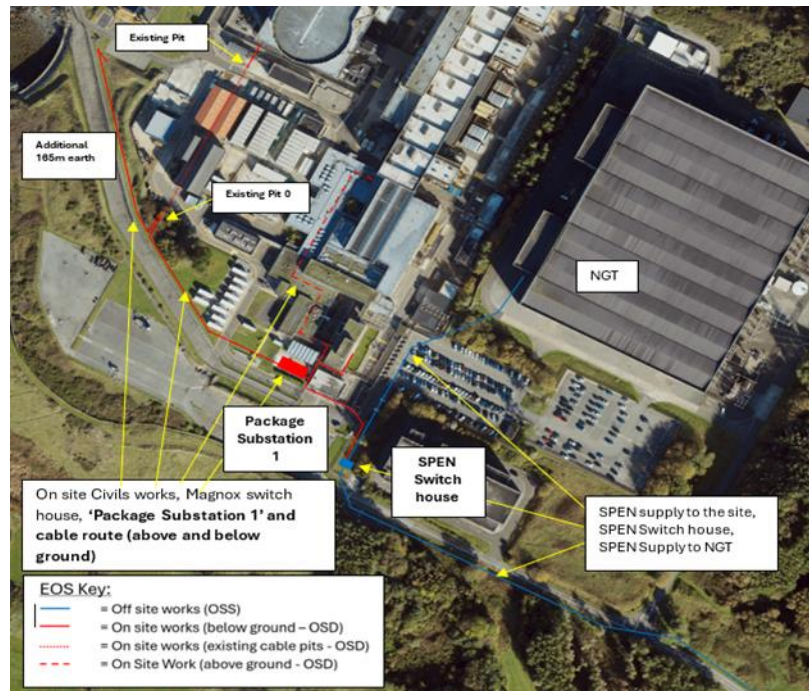 Existing Pit
Additional
165m earth
Existing Pit 0
NGT
Package
Substation
1
SPEN
Switch
house
On site Civils works, Magnox switch
house, ‘Package Substation 1’ and
cable route (above and below
ground)
SPEN supply to the site,
SPEN Switch house,
SPEN Supply to NGT
EOS Key:
= Off site works (OSS)
= On site works (below ground – OSD)
= On site works (existing cable pits - OSD)
= On Site Work (above ground - OSD)